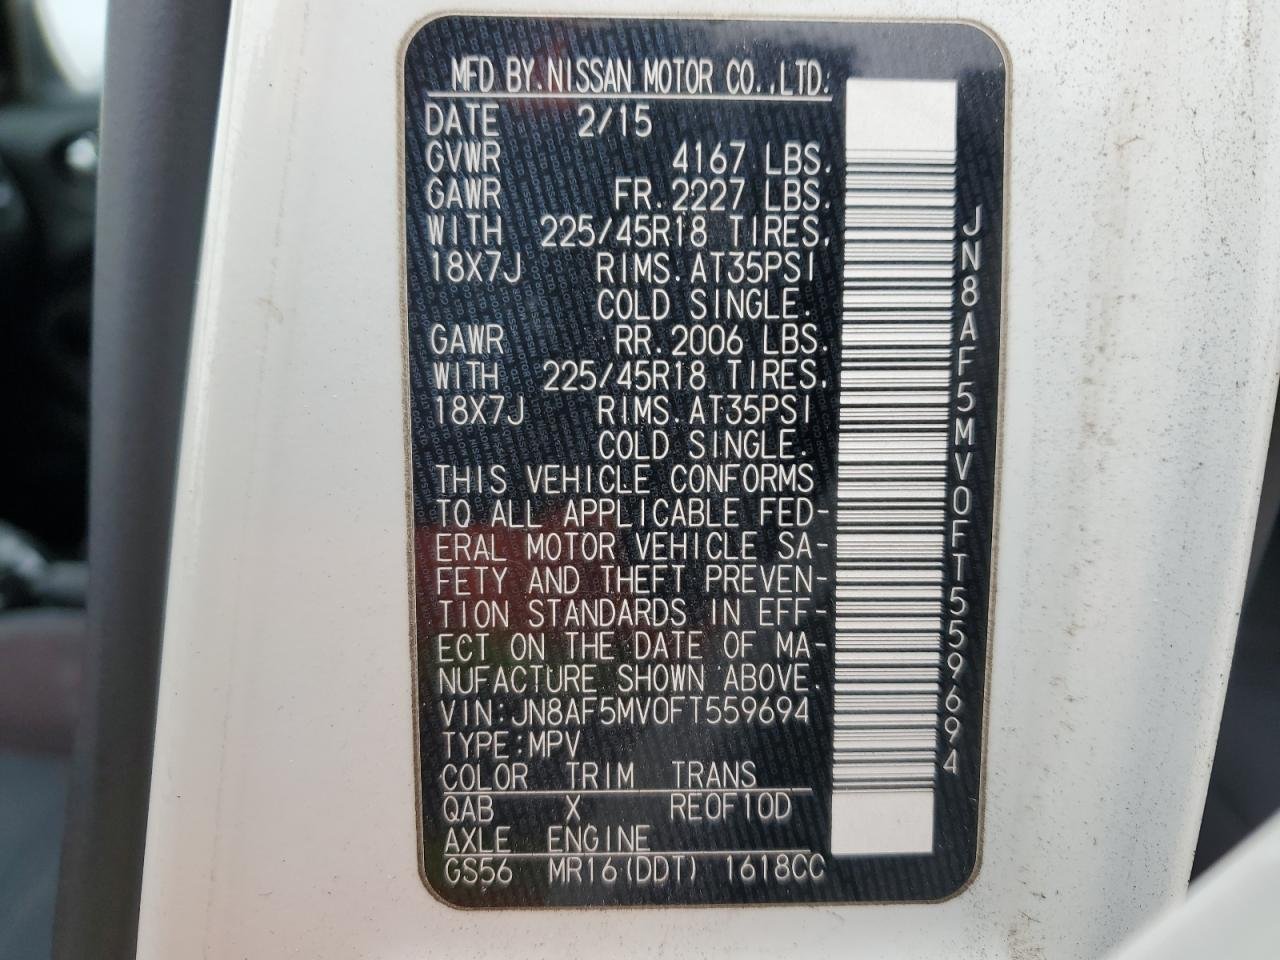 MFD BY.NISSAN MOTOR CO.,LTD.
DATE 2/15
GVWR 4167 LBS.
GAWR FR.2227 LBS.
WITH 225/45R18 TIRES,
18X7J RIMS.AT35PSI
COLD SINGLE.
GAWR RR.2006 LBS.
WITH 225/45R18 TIRES.
18X7J RIMS.AT35PSI
COLD SINGLE.
THIS VEHICLE CONFORMS
TO ALL APPLICABLE FED-
ERAL MOTOR VEHICLE SA-
FETY AND THEFT PREVEN-
TION STANDARDS IN EFF-
ECT ON THE DATE OF MA-
NUFACTURE SHOWN ABOVE.
VIN:JN8AF5MV0FT559694
TYPE:MPV
COLOR TRIM TRANS
QAB X RE0F10D
AXLE ENGINE
GS56 MR16(DDT) 1618CC
JN8AF5MV0FT559694